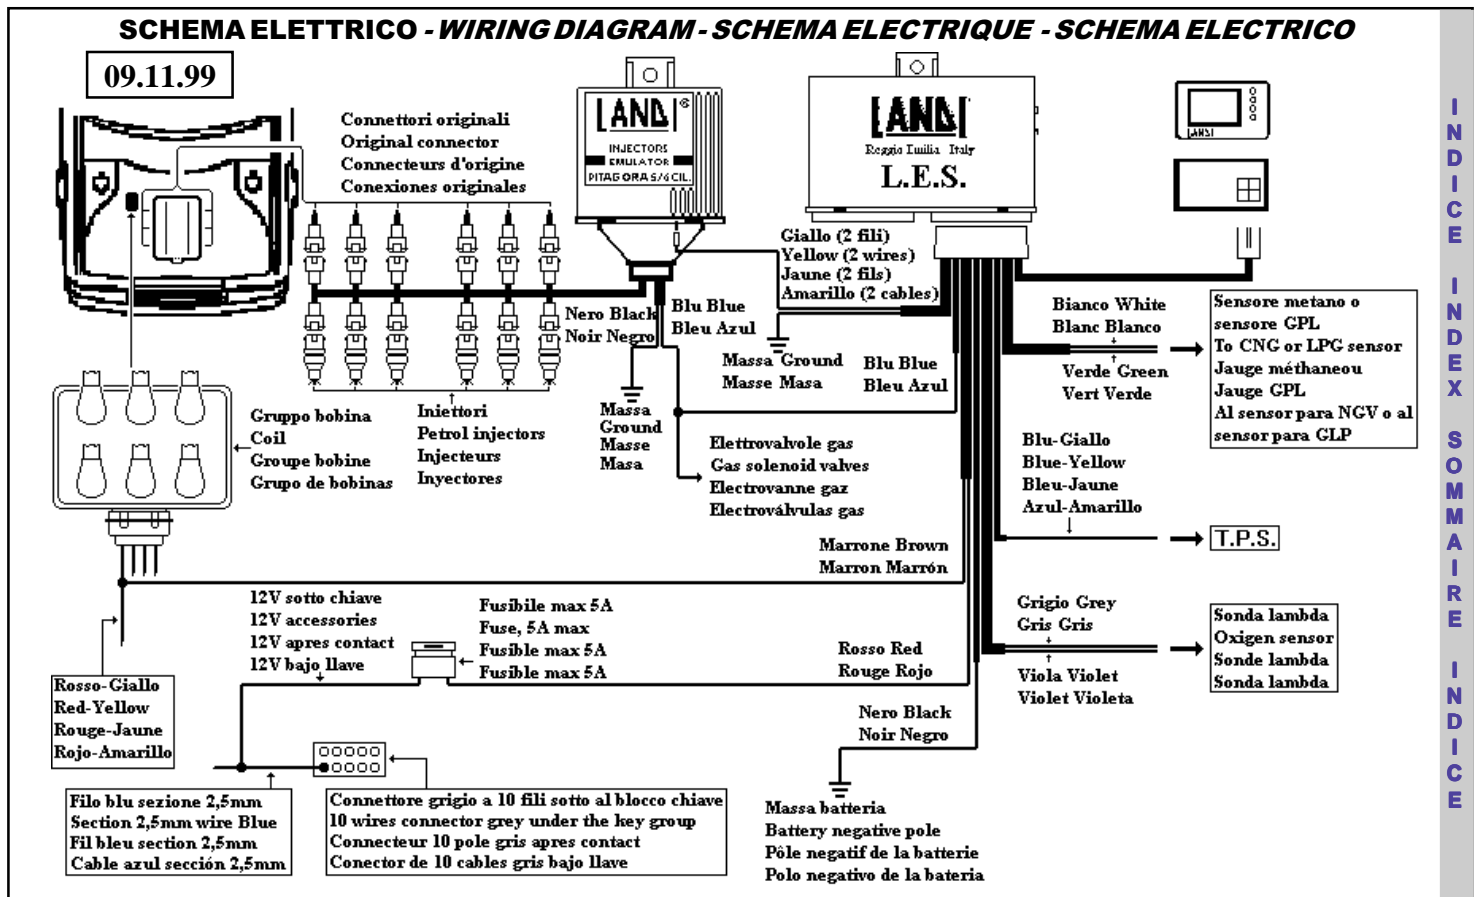 SCHEMA ELETTRICO - WIRING DIAGRAM - SCHEMA ELECTRIQUE - SCHEMA ELECTRICO
09.11.99
Connettori originali
Original connector
Connecteurs d'origine
Conexiones originales
LANDI®
INJECTORS
EMULATOR
PITAGORA 5/6 CIL.
LANDI
Reggio Emilia Italy
L.E.S.
LANDI
Giallo (2 fili)
Yellow (2 wires)
Jaune (2 fils)
Amarillo (2 cables)
Nero Black
Noir Negro
Blu Blue
Bleu Azul
Massa Ground
Masse Masa
Blu Blue
Bleu Azul
Bianco White
Blanc Blanco
Verde Green
Vert Verde
Sensore metano o
sensore GPL
To CNG or LPG sensor
Jauge méthaneou
Jauge GPL
Al sensor para NGV o al
sensor para GLP
Gruppo bobina
Coil
Groupe bobine
Grupo de bobinas
Iniettori
Petrol injectors
Injecteurs
Inyectores
Massa
Ground
Masse
Masa
Elettrovalvole gas
Gas solenoid valves
Electrovanne gaz
Electroválvulas gas
Blu-Giallo
Blue-Yellow
Bleu-Jaune
Azul-Amarillo
T.P.S.
Marrone Brown
Marron Marrón
12V sotto chiave
12V accessories
12V apres contact
12V bajo llave
Fusibile max 5A
Fuse, 5A max
Fusible max 5A
Fusible max 5A
Rosso Red
Rouge Rojo
Grigio Grey
Gris Gris
Viola Violet
Violet Violeta
Sonda lambda
Oxigen sensor
Sonde lambda
Sonda lambda
Rosso-Giallo
Red-Yellow
Rouge-Jaune
Rojo-Amarillo
Nero Black
Noir Negro
Filo blu sezione 2,5mm
Section 2,5mm wire Blue
Fil bleu section 2,5mm
Cable azul sección 2,5mm
Connettore grigio a 10 fili sotto al blocco chiave
10 wires connector grey under the key group
Connecteur 10 pole gris apres contact
Conector de 10 cables gris bajo llave
Massa batteria
Battery negative pole
Pôle negatif de la batterie
Polo negativo de la bateria
INDICE INDEX SOMMAIRE INDICE